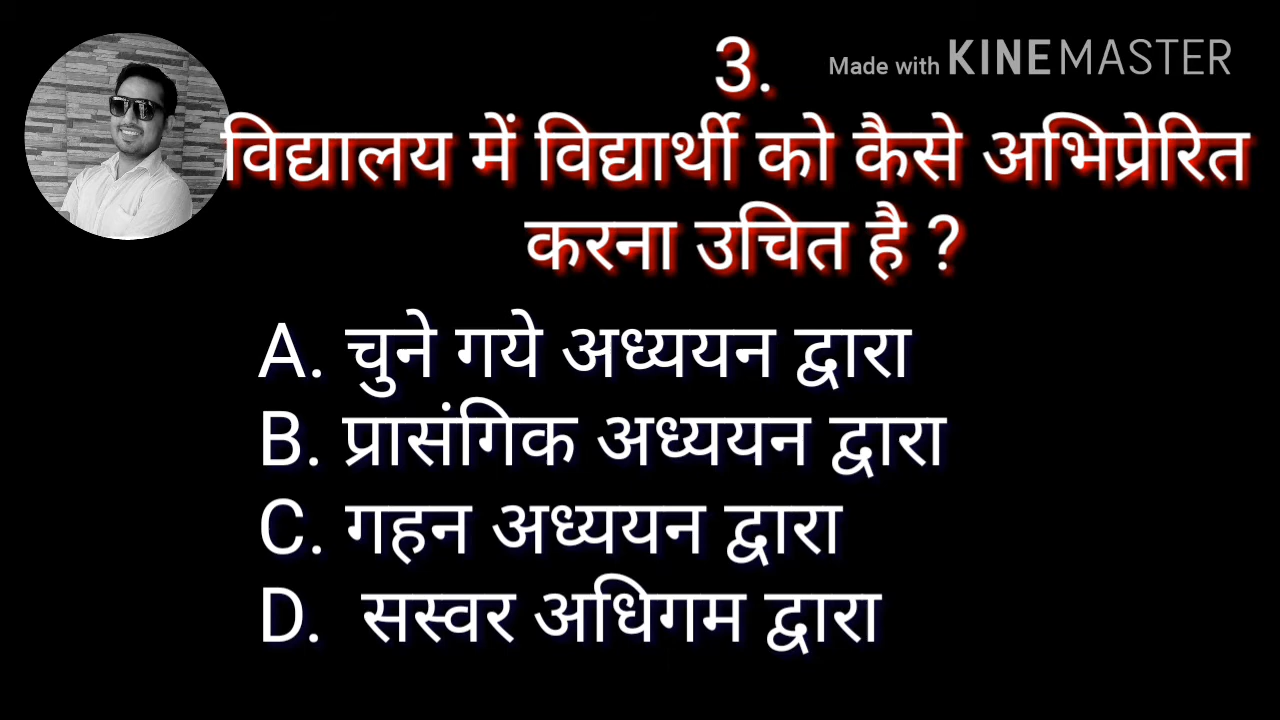 3.
Made with KINEMASTER
विद्यालय में विद्यार्थी को कैसे अभिप्रेरित
करना उचित है ?
A. चुने गये अध्ययन द्वारा
B. प्रासंगिक अध्ययन द्वारा
C. गहन अध्ययन द्वारा
D. सस्वर अधिगम द्वारा